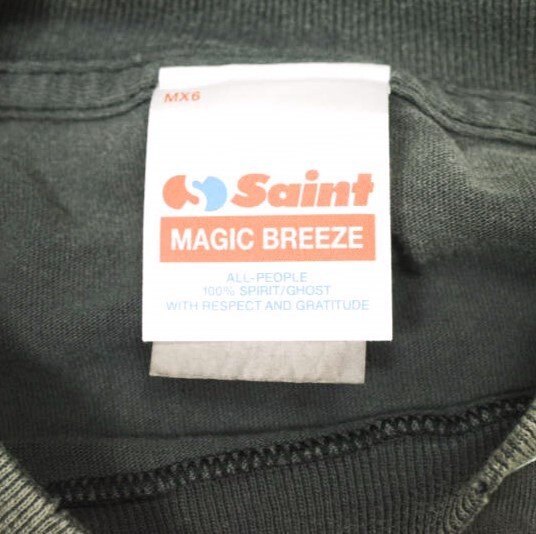 MX6
Saint
MAGIC BREEZE
ALL-PEOPLE
100% SPIRIT/GHOST
WITH RESPECT AND GRATITUDE